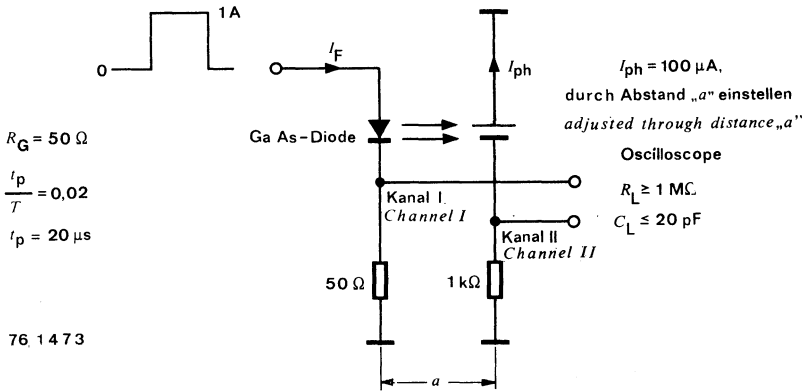 1 A
0
I_F
I_ph
I_ph = 100 µA,
durch Abstand „a" einstellen
adjusted through distance „a"
Oscilloscope
R_G = 50 Ω
Ga As-Diode
t_p/T = 0,02
Kanal I
Channel I
R_L ≥ 1 MΩ
t_p = 20 µs
Kanal II
Channel II
C_L ≤ 20 pF
50 Ω
1 kΩ
76 1473
a